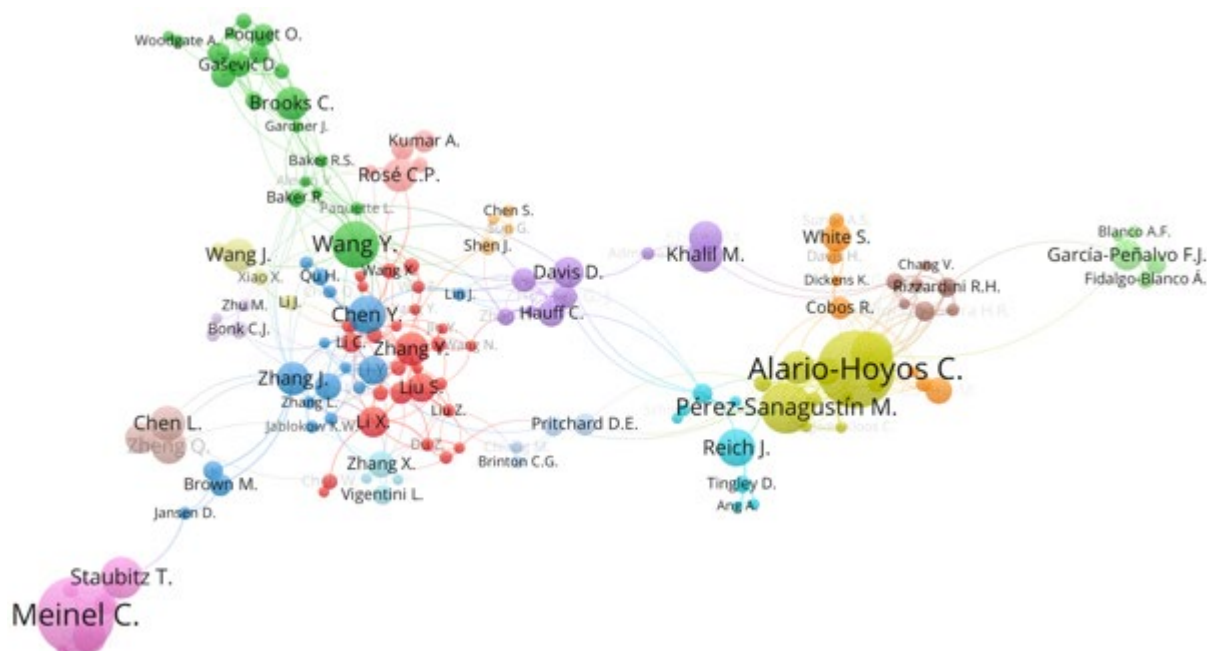 Woodgate A.
Poquet O.
Gašević D.
Brooks C.
Gardner J.
Baker R.S.
Baker R.
Paquette L.
Kumar A.
Rosé C.P.
Wang Y.
Wang J.
Xiao X.
Qu H.
Wang X.
Chen S.
Shen J.
Lin J.
Davis D.
Hauff C.
Khalil M.
White S.
Dickens K.
Cobos R.
Chang V.
Rizzardini R.H.
Blanco A.F.
García-Peñalvo F.J.
Fidalgo-Blanco Á.
Zhu M.
Li J.
Bonk C.J.
Chen Y.
Li C.
Zhang Y.
Wang N.
Zhang J.
Zhang L.
Liu S.
Liu Z.
Jablokow K.W.
Li X.
Du Z.
Alario-Hoyos C.
Pérez-Sanagustín M.
Pritchard D.E.
Brinton C.G.
Reich J.
Tingley D.
Ang A.
Chen L.
Zheng Q.
Zhang X.
Vigentini L.
Brown M.
Jansen D.
Staubitz T.
Meinel C.